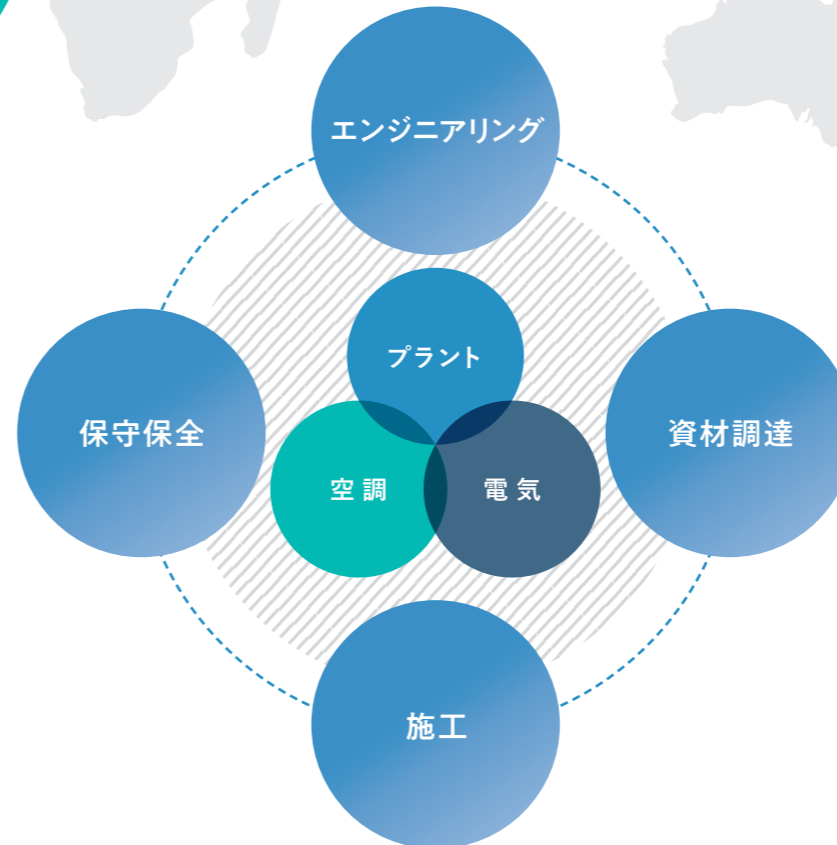 エンジニアリング
プラント
保守保全
資材調達
空調
電気
施工